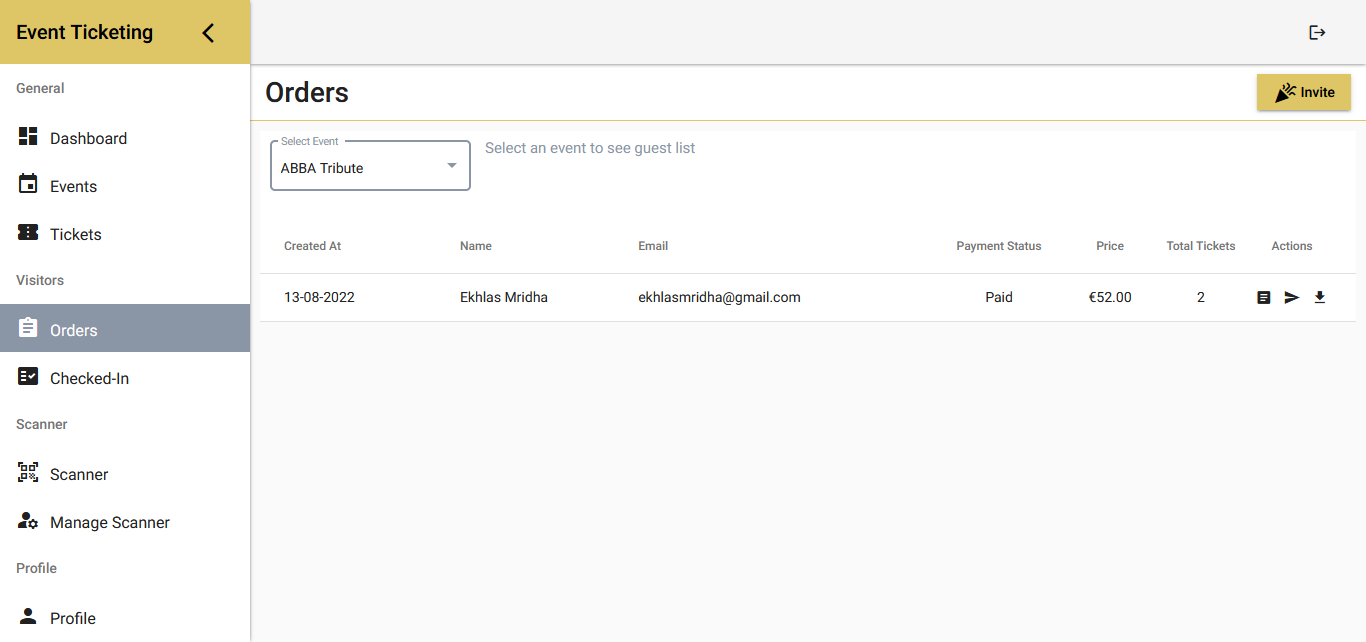 Event Ticketing
General
Dashboard
Events
Tickets
Visitors
Orders
Checked-In
Scanner
Scanner
Manage Scanner
Profile
Profile
Orders
Invite
Select Event
ABBA Tribute
Select an event to see guest list
Created At Name Email Payment Status Price Total Tickets Actions
13-08-2022 Ekhlas Mridha ekhlasmridha@gmail.com Paid €52.00 2